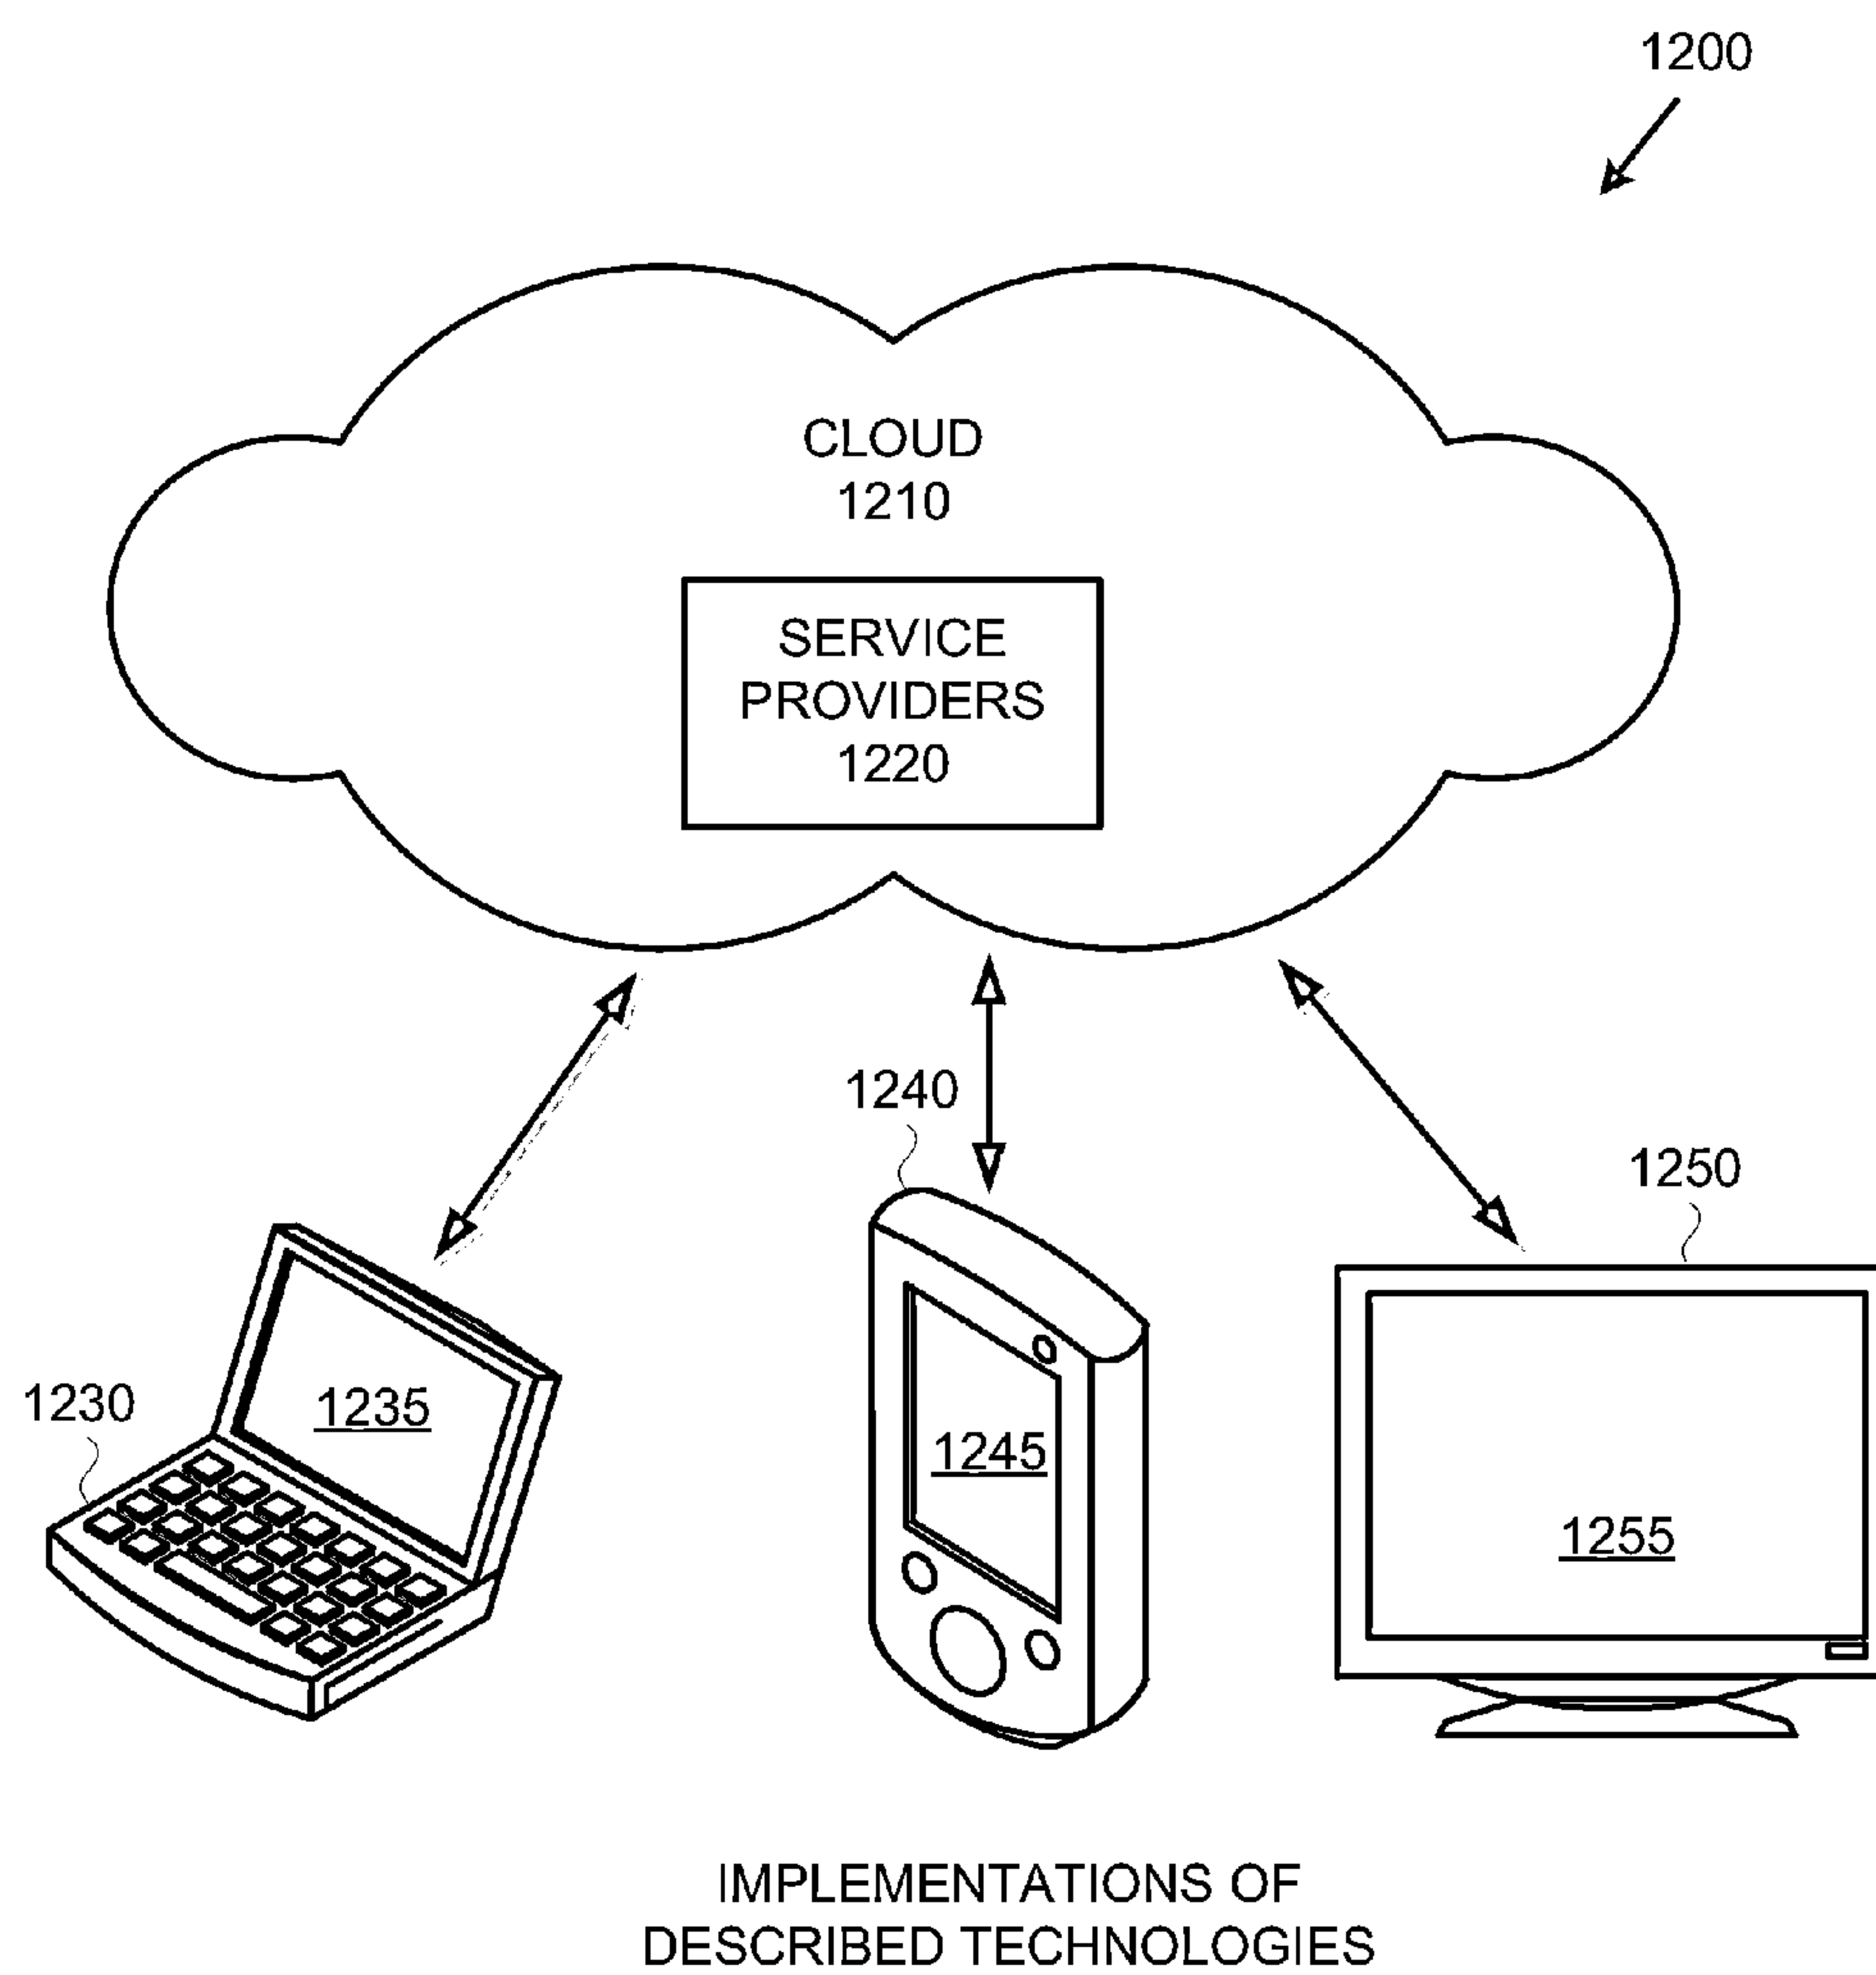 1200
CLOUD
1210
SERVICE
PROVIDERS
1220
1240
1250
1230
1235
1245
1255
IMPLEMENTATIONS OF
DESCRIBED TECHNOLOGIES